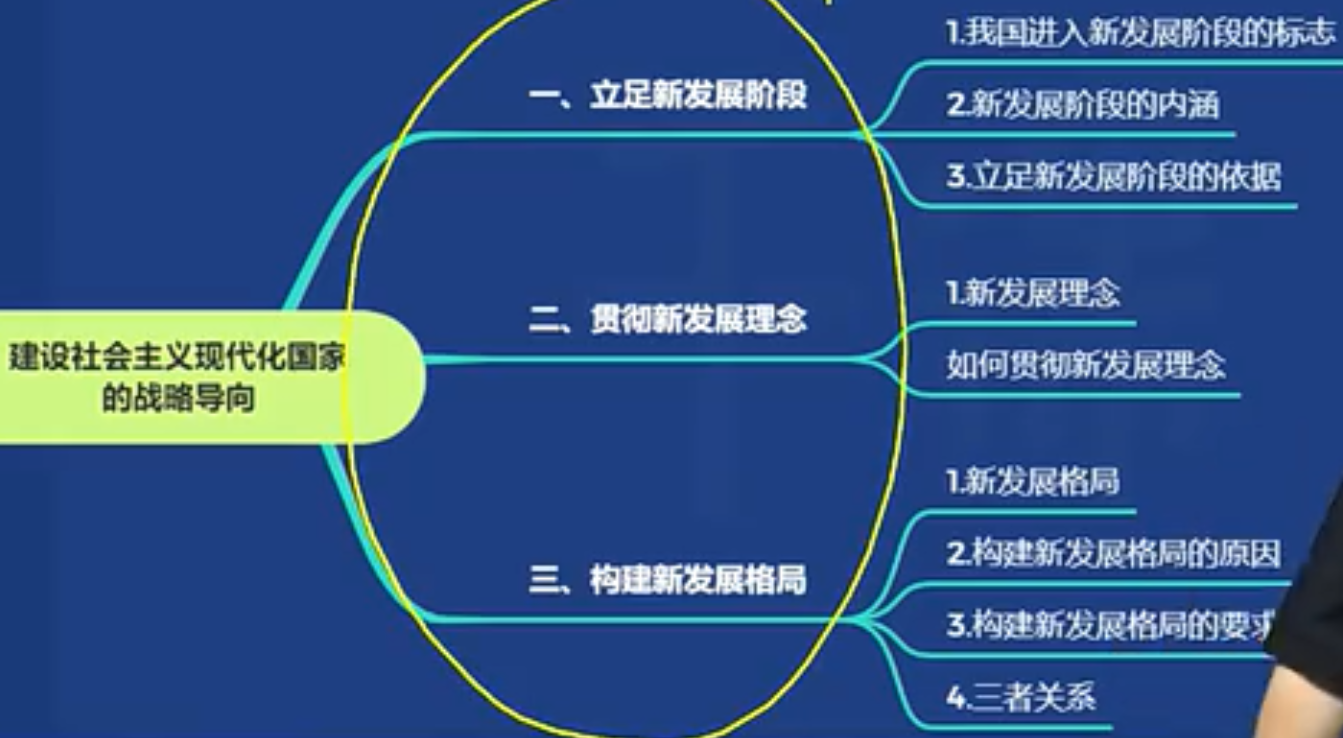 建设社会主义现代化国家
的战略导向
一、立足新发展阶段
1.我国进入新发展阶段的标志
2.新发展阶段的内涵
3.立足新发展阶段的依据
二、贯彻新发展理念
1.新发展理念
如何贯彻新发展理念
三、构建新发展格局
1.新发展格局
2.构建新发展格局的原因
3.构建新发展格局的要求
4.三者关系